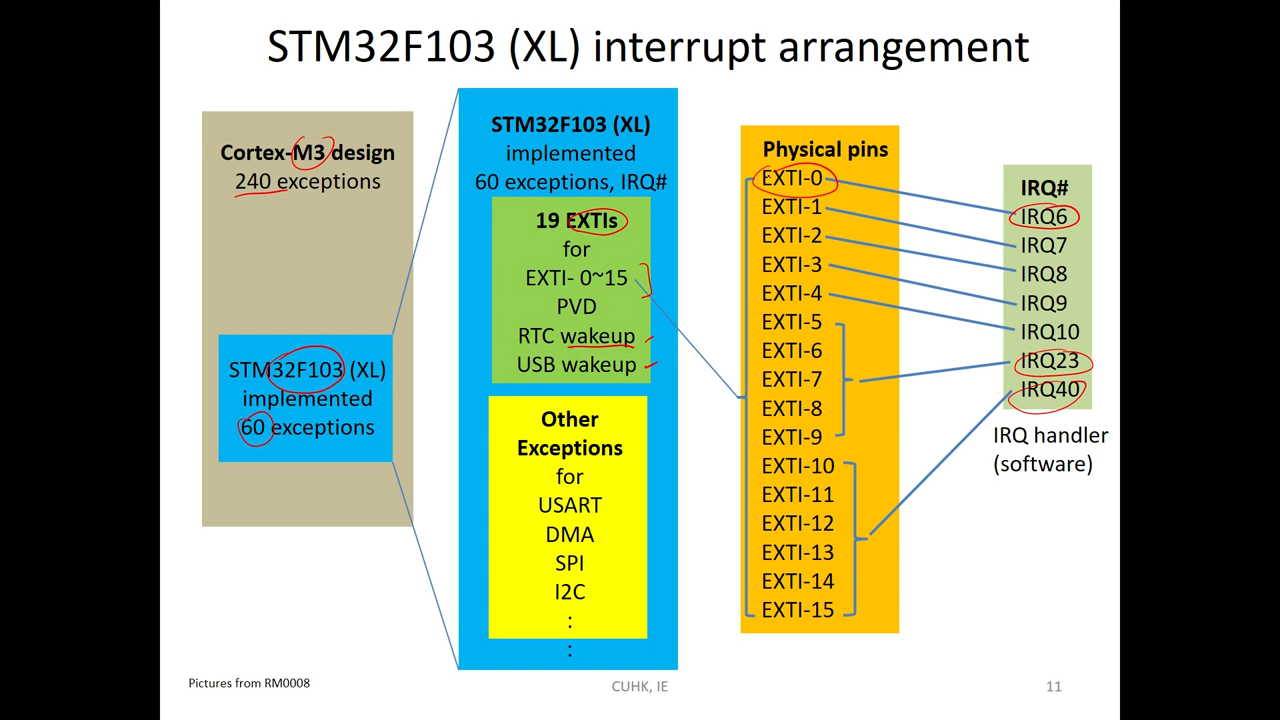 STM32F103 (XL) interrupt arrangement
Cortex-M3 design
240 exceptions
STM32F103 (XL)
implemented
60 exceptions
STM32F103 (XL)
implemented
60 exceptions, IRQ#
19 EXTIs
for
EXTI- 0~15
PVD
RTC wakeup
USB wakeup
Other
Exceptions
for
USART
DMA
SPI
I2C
:
:
Physical pins
EXTI-0
EXTI-1
EXTI-2
EXTI-3
EXTI-4
EXTI-5
EXTI-6
EXTI-7
EXTI-8
EXTI-9
EXTI-10
EXTI-11
EXTI-12
EXTI-13
EXTI-14
EXTI-15
IRQ#
IRQ6
IRQ7
IRQ8
IRQ9
IRQ10
IRQ23
IRQ40
IRQ handler
(software)
Pictures from RM0008
CUHK, IE
11